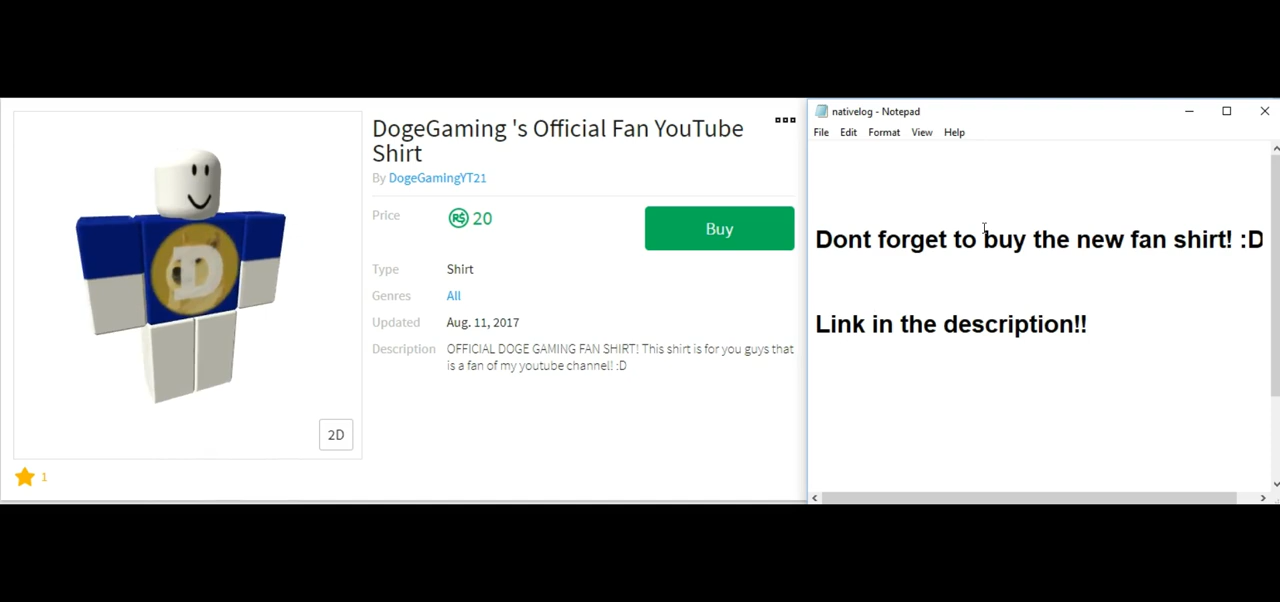 DogeGaming 's Official Fan YouTube
Shirt
By DogeGamingYT21
Price
R$ 20
Buy
Type
Shirt
Genres
All
Updated
Aug. 11, 2017
Description
OFFICIAL DOGE GAMING FAN SHIRT! This shirt is for you guys that
is a fan of my youtube channel! :D
D
2D
1
nativelog - Notepad
File Edit Format View Help
Dont forget to buy the new fan shirt! :D
Link in the description!!